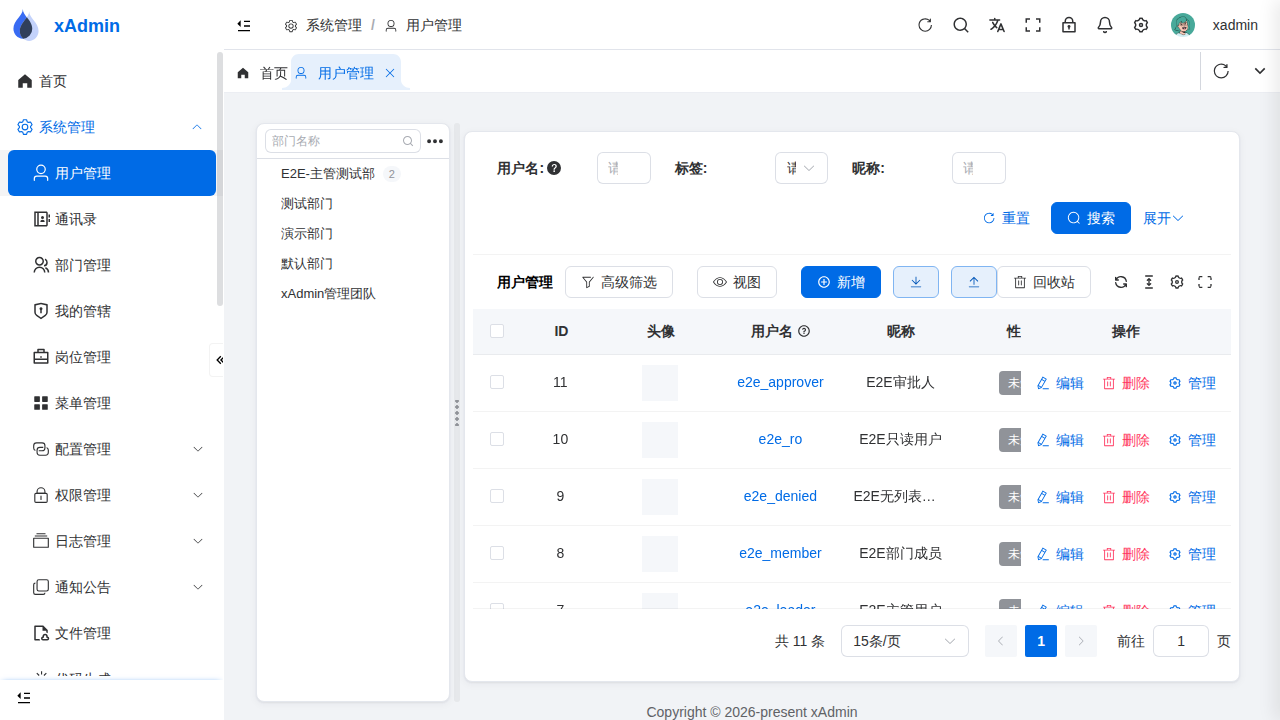 xAdmin
系统管理 / 用户管理
xadmin
首页
系统管理
用户管理
通讯录
部门管理
我的管辖
岗位管理
菜单管理
配置管理
权限管理
日志管理
通知公告
文件管理
首页 用户管理
部门名称
E2E-主管测试部 2
测试部门
演示部门
默认部门
xAdmin管理团队
用户名: 标签: 昵称:
重置 搜索 展开
用户管理 高级筛选 视图 新增 回收站
ID 头像 用户名 昵称 性 操作
11 e2e_approver E2E审批人 未 编辑 删除 管理
10 e2e_ro E2E只读用户 未 编辑 删除 管理
9 e2e_denied E2E无列表… 未 编辑 删除 管理
8 e2e_member E2E部门成员 未 编辑 删除 管理
共 11 条 15条/页 1 前往 1 页
Copyright © 2026-present xAdmin